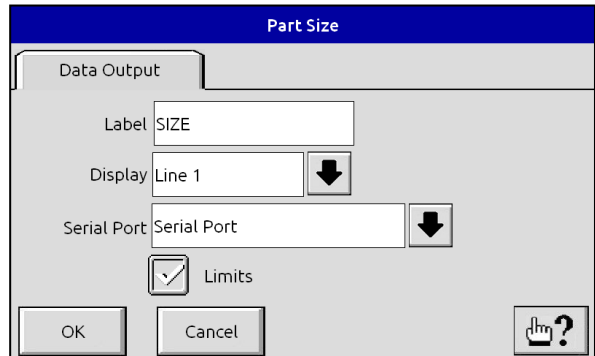 Part Size
Data Output
Label SIZE
Display Line 1
Serial Port Serial Port
Limits
OK Cancel ?